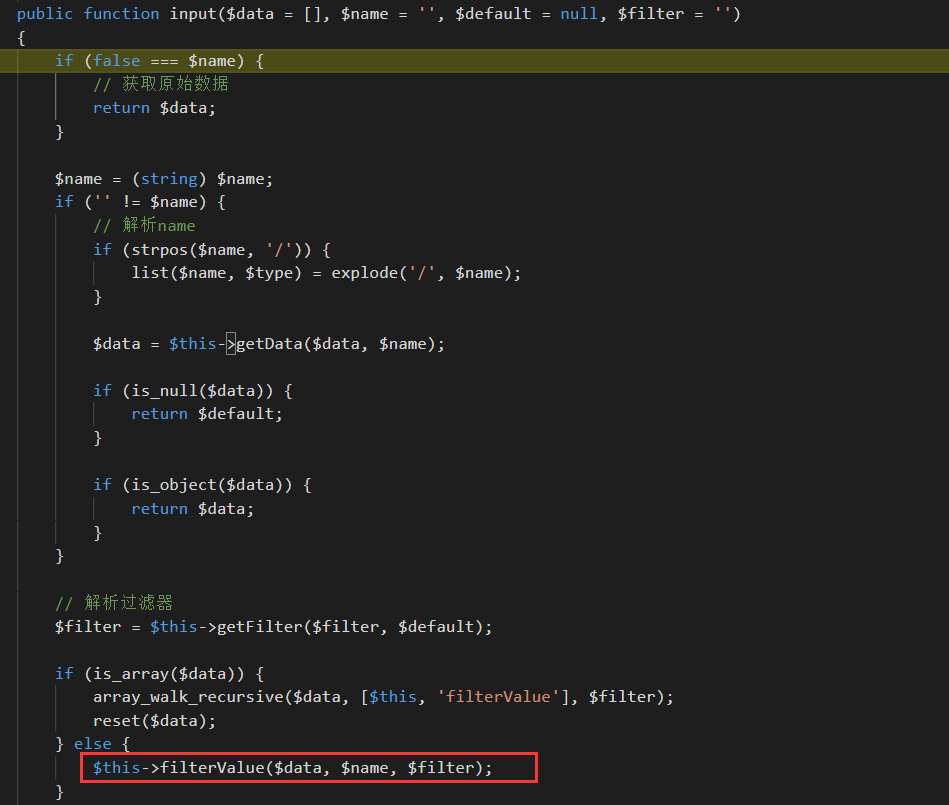 public function input($data = [], $name = '', $default = null, $filter = '')
{
    if (false === $name) {
        // 获取原始数据
        return $data;
    }

    $name = (string) $name;
    if ('' != $name) {
        // 解析name
        if (strpos($name, '/')) {
            list($name, $type) = explode('/', $name);
        }

        $data = $this->getData($data, $name);

        if (is_null($data)) {
            return $default;
        }

        if (is_object($data)) {
            return $data;
        }
    }

    // 解析过滤器
    $filter = $this->getFilter($filter, $default);

    if (is_array($data)) {
        array_walk_recursive($data, [$this, 'filterValue'], $filter);
        reset($data);
    } else {
        $this->filterValue($data, $name, $filter);
    }